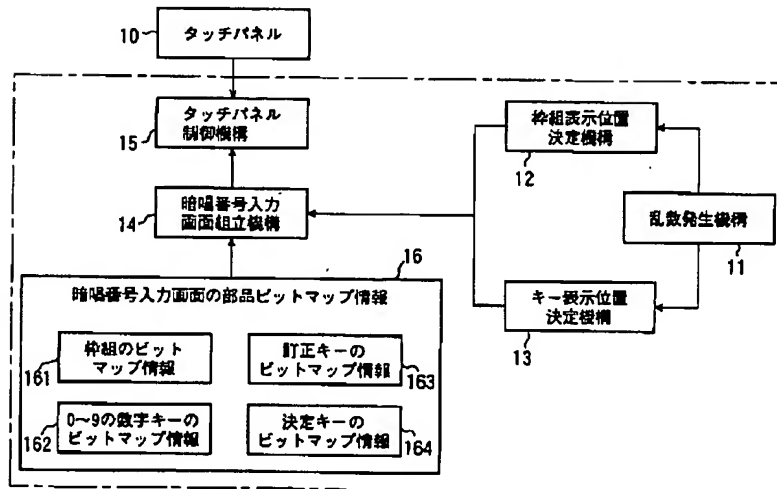 10
タッチパネル
タッチパネル
制御機構
15
枠組表示位置
決定機構
12
暗唱番号入力
画面組立機構
14
乱数発生機構
11
16
キー表示位置
決定機構
13
暗唱番号入力画面の部品ビットマップ情報
枠組のビット
マップ情報
161
訂正キーの
ビットマップ情報
163
0〜9の数字キーの
ビットマップ情報
162
決定キーの
ビットマップ情報
164